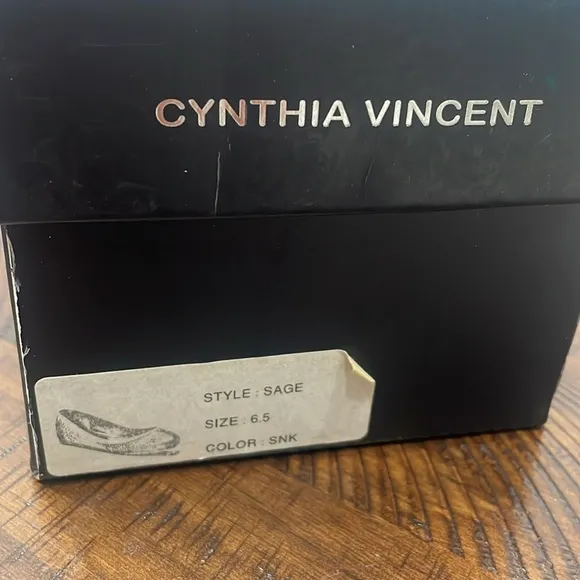 CYNTHIA VINCENT
STYLE : SAGE
SIZE : 6.5
COLOR : SNK